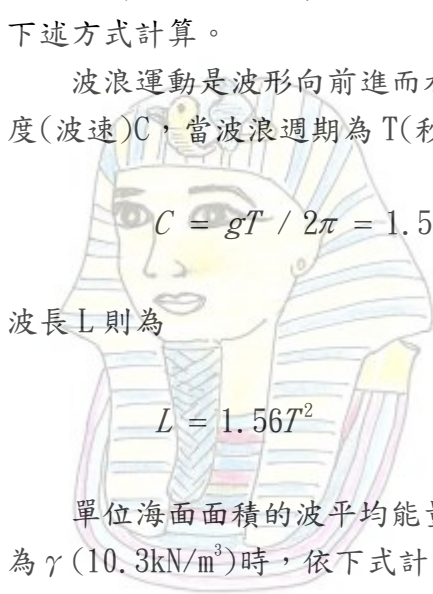 下述方式計算。
波浪運動是波形向前進而
度(波速)C，當波浪週期為 T(秒
C = gT / 2π = 1.5
波長 L 則為
L = 1.56T²
單位海面面積的波平均能量
為 γ(10.3kN/m³)時，依下式計